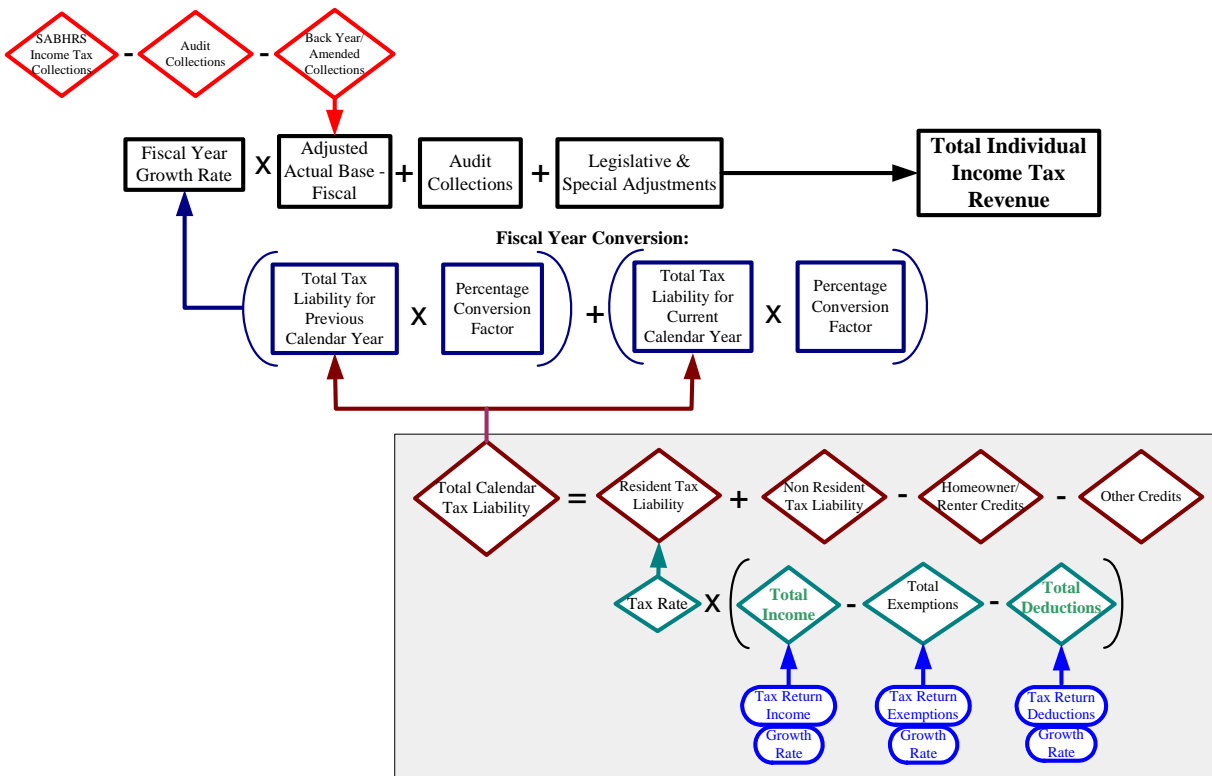 SABHRS
Income Tax
Collections
-
Audit
Collections
-
Back Year/
Amended
Collections
Fiscal Year
Growth Rate
x
Adjusted
Actual Base -
Fiscal
+
Audit
Collections
+
Legislative &
Special Adjustments
Total Individual
Income Tax
Revenue
Fiscal Year Conversion:
(
Total Tax
Liability for
Previous
Calendar Year
x
Percentage
Conversion
Factor
)
+
(
Total Tax
Liability for
Current
Calendar Year
x
Percentage
Conversion
Factor
)
Total Calendar
Tax Liability
=
Resident Tax
Liability
+
Non Resident
Tax Liability
-
Homeowner/
Renter Credits
-
Other Credits
Tax Rate
x
(
Total
Income
-
Total
Exemptions
-
Total
Deductions
)
Tax Return
Income
Growth
Rate
Tax Return
Exemptions
Growth
Rate
Tax Return
Deductions
Growth
Rate